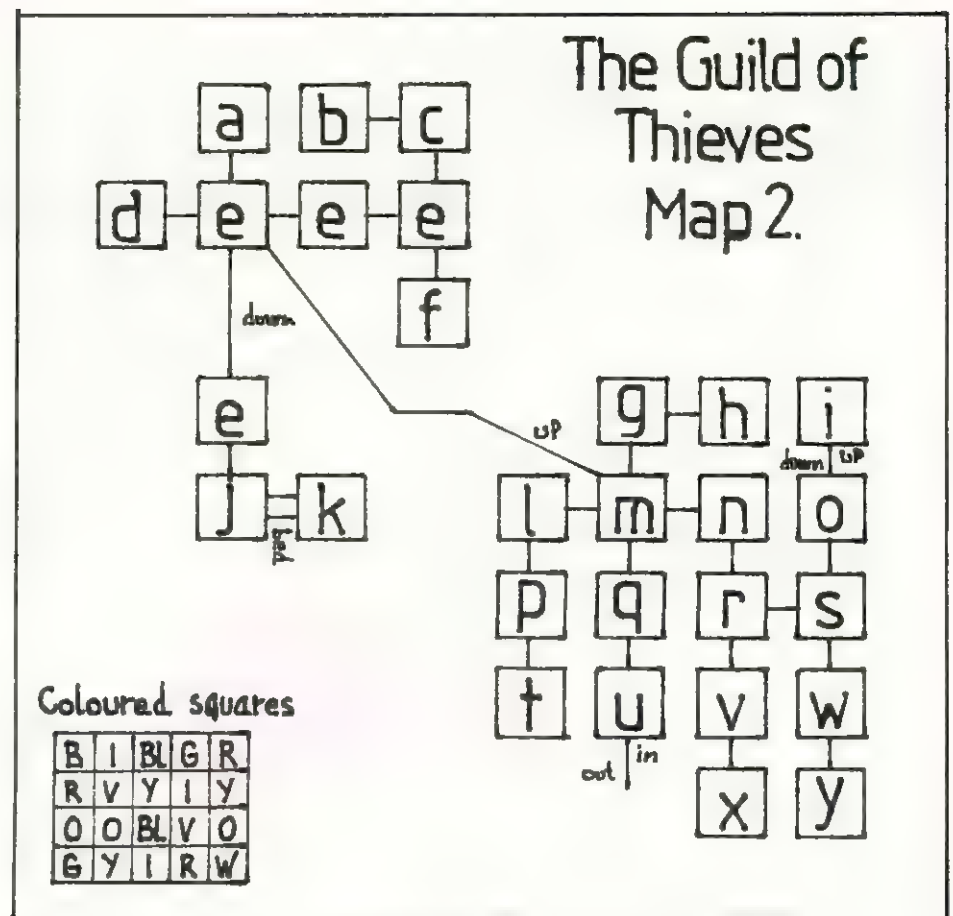 The Guild of
Thieves
Map 2.
a b c
d e e e
f
down
e
up
g h i
down up
j k
l m n o
p q r s
t u v w
out in
x y
Coloured squares
B I BL G R
R V Y I Y
O O BL V O
G Y I R W